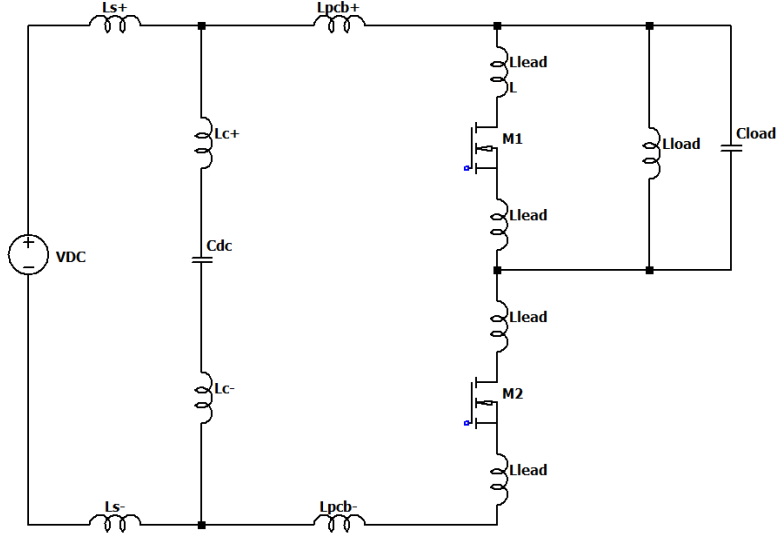 Ls+
Lpcb+
Llead
L
Lc+
M1
Lload
Cload
Llead
Cdc
VDC
Llead
Lc-
M2
Llead
Ls-
Lpcb-